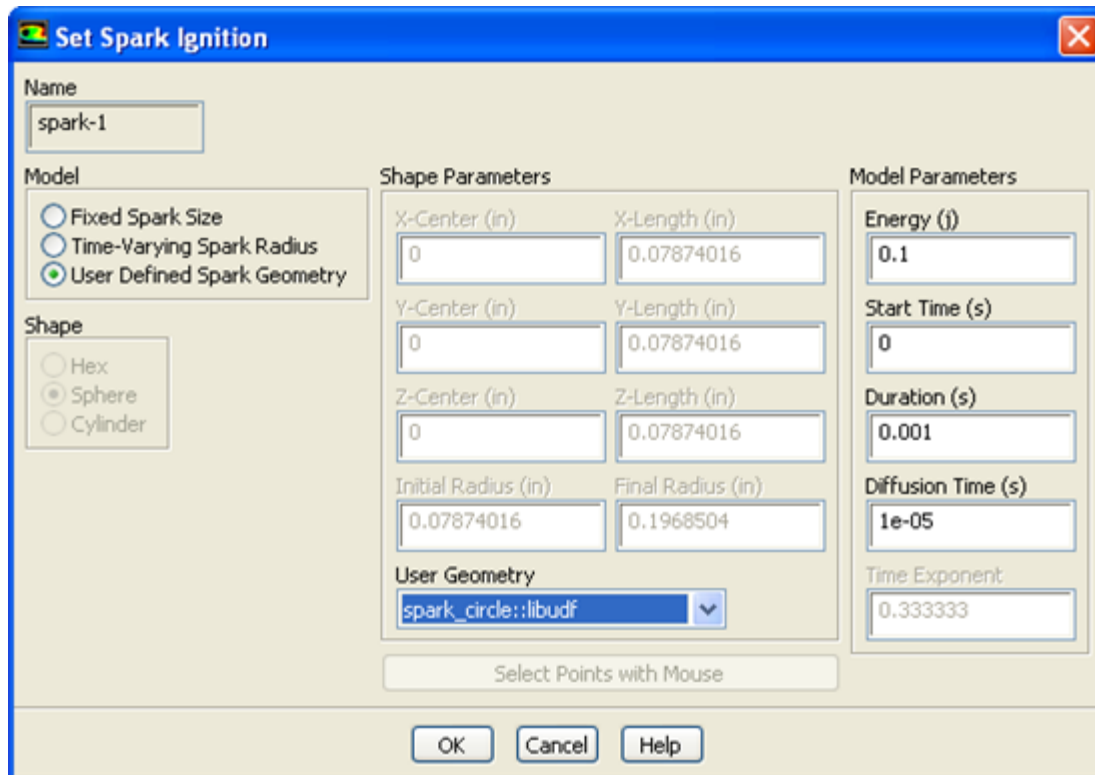 Set Spark Ignition
Name
spark-1
Model
Fixed Spark Size
Time-Varying Spark Radius
User Defined Spark Geometry
Shape
Hex
Sphere
Cylinder
Shape Parameters
X-Center (in) X-Length (in)
0 0.07874016
Y-Center (in) Y-Length (in)
0 0.07874016
Z-Center (in) Z-Length (in)
0 0.07874016
Initial Radius (in) Final Radius (in)
0.07874016 0.1968504
User Geometry
spark_circle::libudf
Select Points with Mouse
Model Parameters
Energy (j)
0.1
Start Time (s)
0
Duration (s)
0.001
Diffusion Time (s)
1e-05
Time Exponent
0.333333
OK Cancel Help